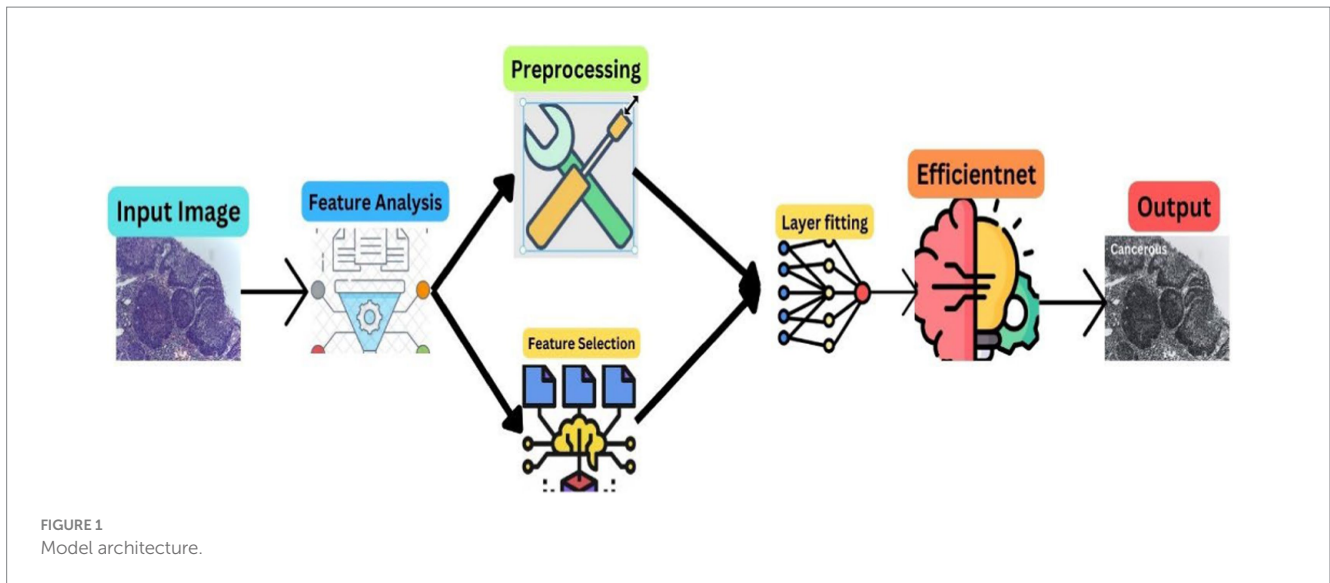 Preprocessing
Input Image
Feature Analysis
Feature Selection
Layer fitting
Efficientnet
Output
Cancerous
FIGURE 1
Model architecture.